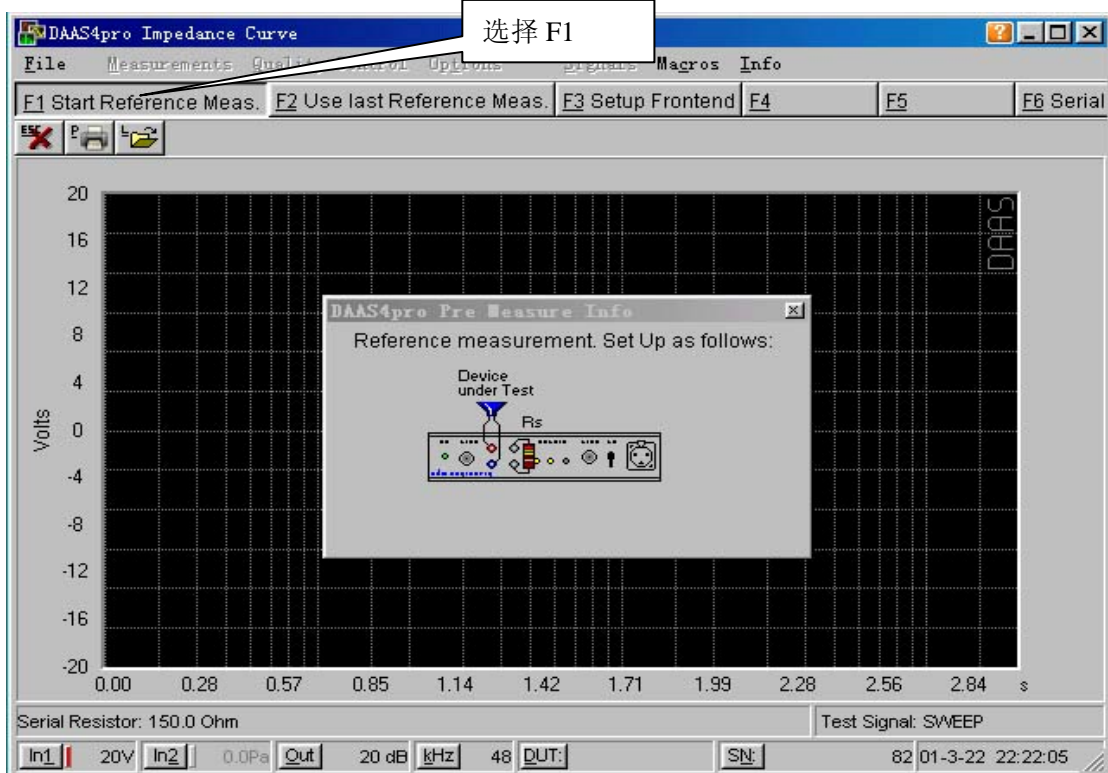 DAAS4pro Impedance Curve
选择 F1
File Measurements Quality Control Options Signals Macros Info
F1 Start Reference Meas. F2 Use last Reference Meas. F3 Setup Frontend F4 F5 F6 Serial
ESC P L
DAAS
20
16
12
8
4
0
-4
-8
-12
-16
-20
Volts
DAAS4pro Pre Measure Info
Reference measurement. Set Up as follows:
Device
under Test
Rs
0.00 0.28 0.57 0.85 1.14 1.42 1.71 1.99 2.28 2.56 2.84 s
Serial Resistor: 150.0 Ohm Test Signal: SWEEP
In1 20V In2 0.0Pa Out 20 dB kHz 48 DUT: SN: 82 01-3-22 22:22:05